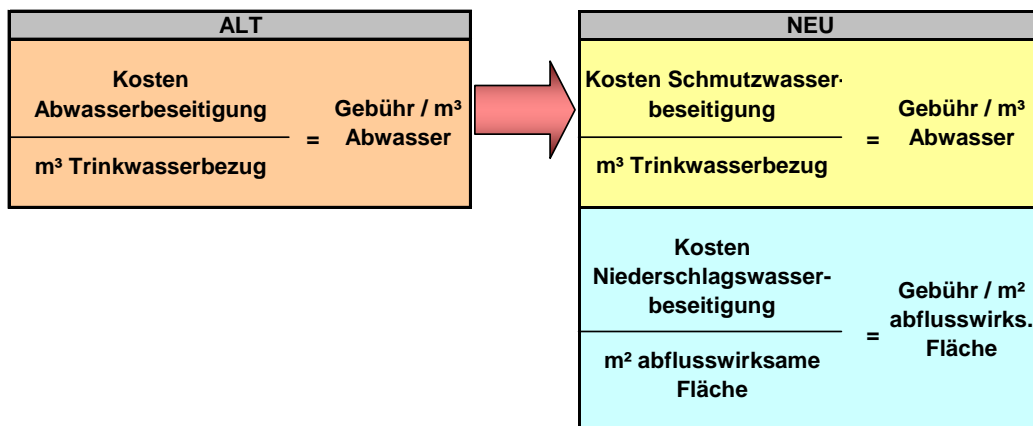 ALT
Kosten
Abwasserbeseitigung
m³ Trinkwasserbezug
=
Gebühr / m³
Abwasser
NEU
Kosten Schmutzwasser-
beseitigung
m³ Trinkwasserbezug
=
Gebühr / m³
Abwasser
Kosten
Niederschlagswasser-
beseitigung
m² abflusswirksame
Fläche
=
Gebühr / m²
abflusswirks.
Fläche